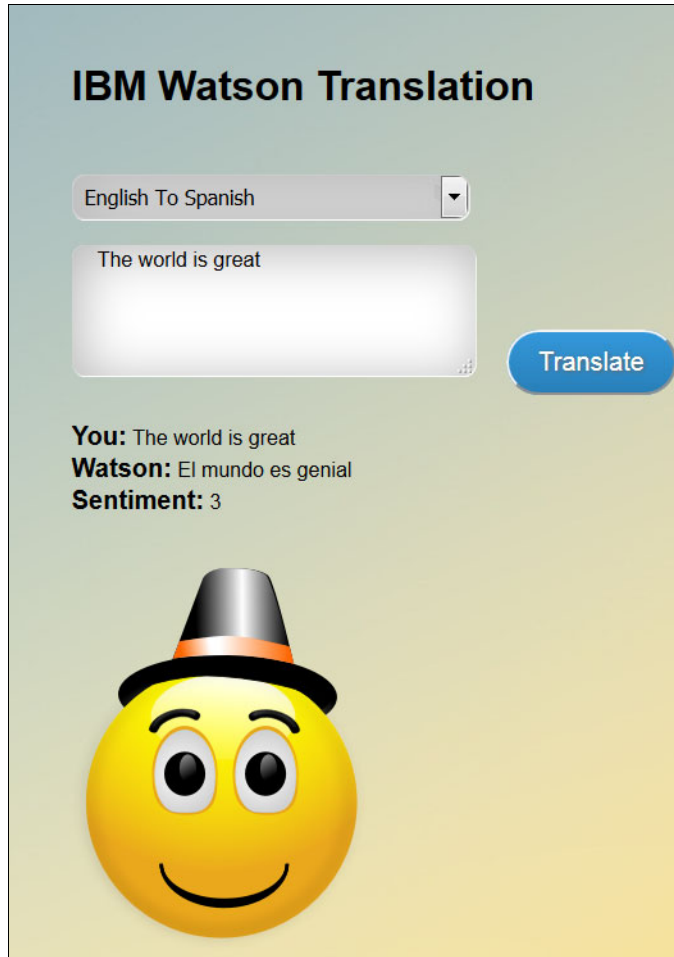 IBM Watson Translation
English To Spanish
The world is great
Translate
You: The world is great
Watson: El mundo es genial
Sentiment: 3